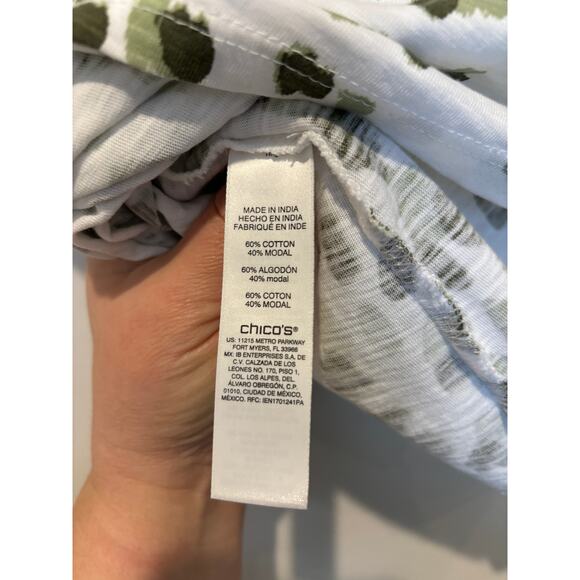 MADE IN INDIA
HECHO EN INDIA
FABRIQUÉ EN INDE
60% COTTON
40% MODAL
60% ALGODÓN
40% modal
60% COTON
40% MODAL
chico's®
US: 11215 METRO PARKWAY
FORT MYERS, FL 33966
MX: IB ENTERPRISES S.A, DE
C.V. CALZADA DE LOS
LEONES NO. 170, PISO 1,
COL. LOS ALPES, DEL.
ÁLVARO OBREGÓN, C.P.
01010, CIUDAD DE MÉXICO,
MÉXICO. RFC: IEN1701241PA